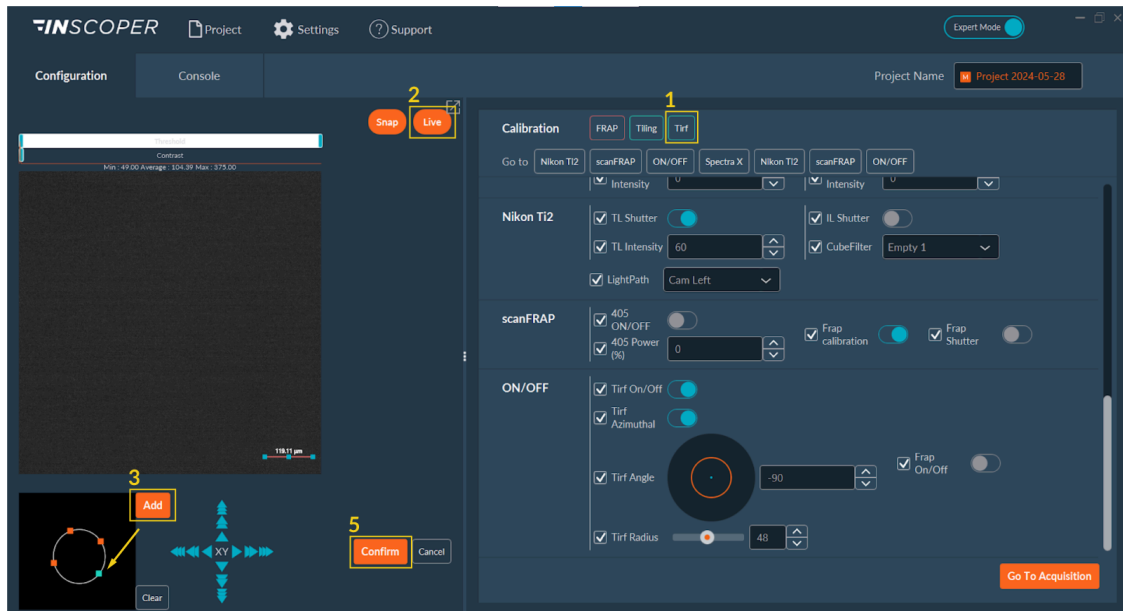 INSCOPER
Project
Settings
Support
Expert Mode
Configuration
Console
Project Name
Project 2024-05-28
2
1
Snap
Live
Calibration
FRAP
Tiling
Tirf
Threshold
Contrast
Min : 49.00 Average : 104.39 Max : 375.00
Go to
Nikon TI2
scanFRAP
ON/OFF
Spectra X
Nikon TI2
scanFRAP
ON/OFF
Intensity
0
Intensity
0
Nikon Ti2
TL Shutter
IL Shutter
TL Intensity
60
CubeFilter
Empty 1
LightPath
Cam Left
scanFRAP
405
ON/OFF
405 Power
(%)
0
Frap
calibration
Frap
Shutter
ON/OFF
Tirf On/Off
Tirf
Azimuthal
Tirf Angle
-90
Frap
On/Off
Tirf Radius
48
119.11 µm
3
Add
XY
5
Confirm
Cancel
Clear
Go To Acquisition